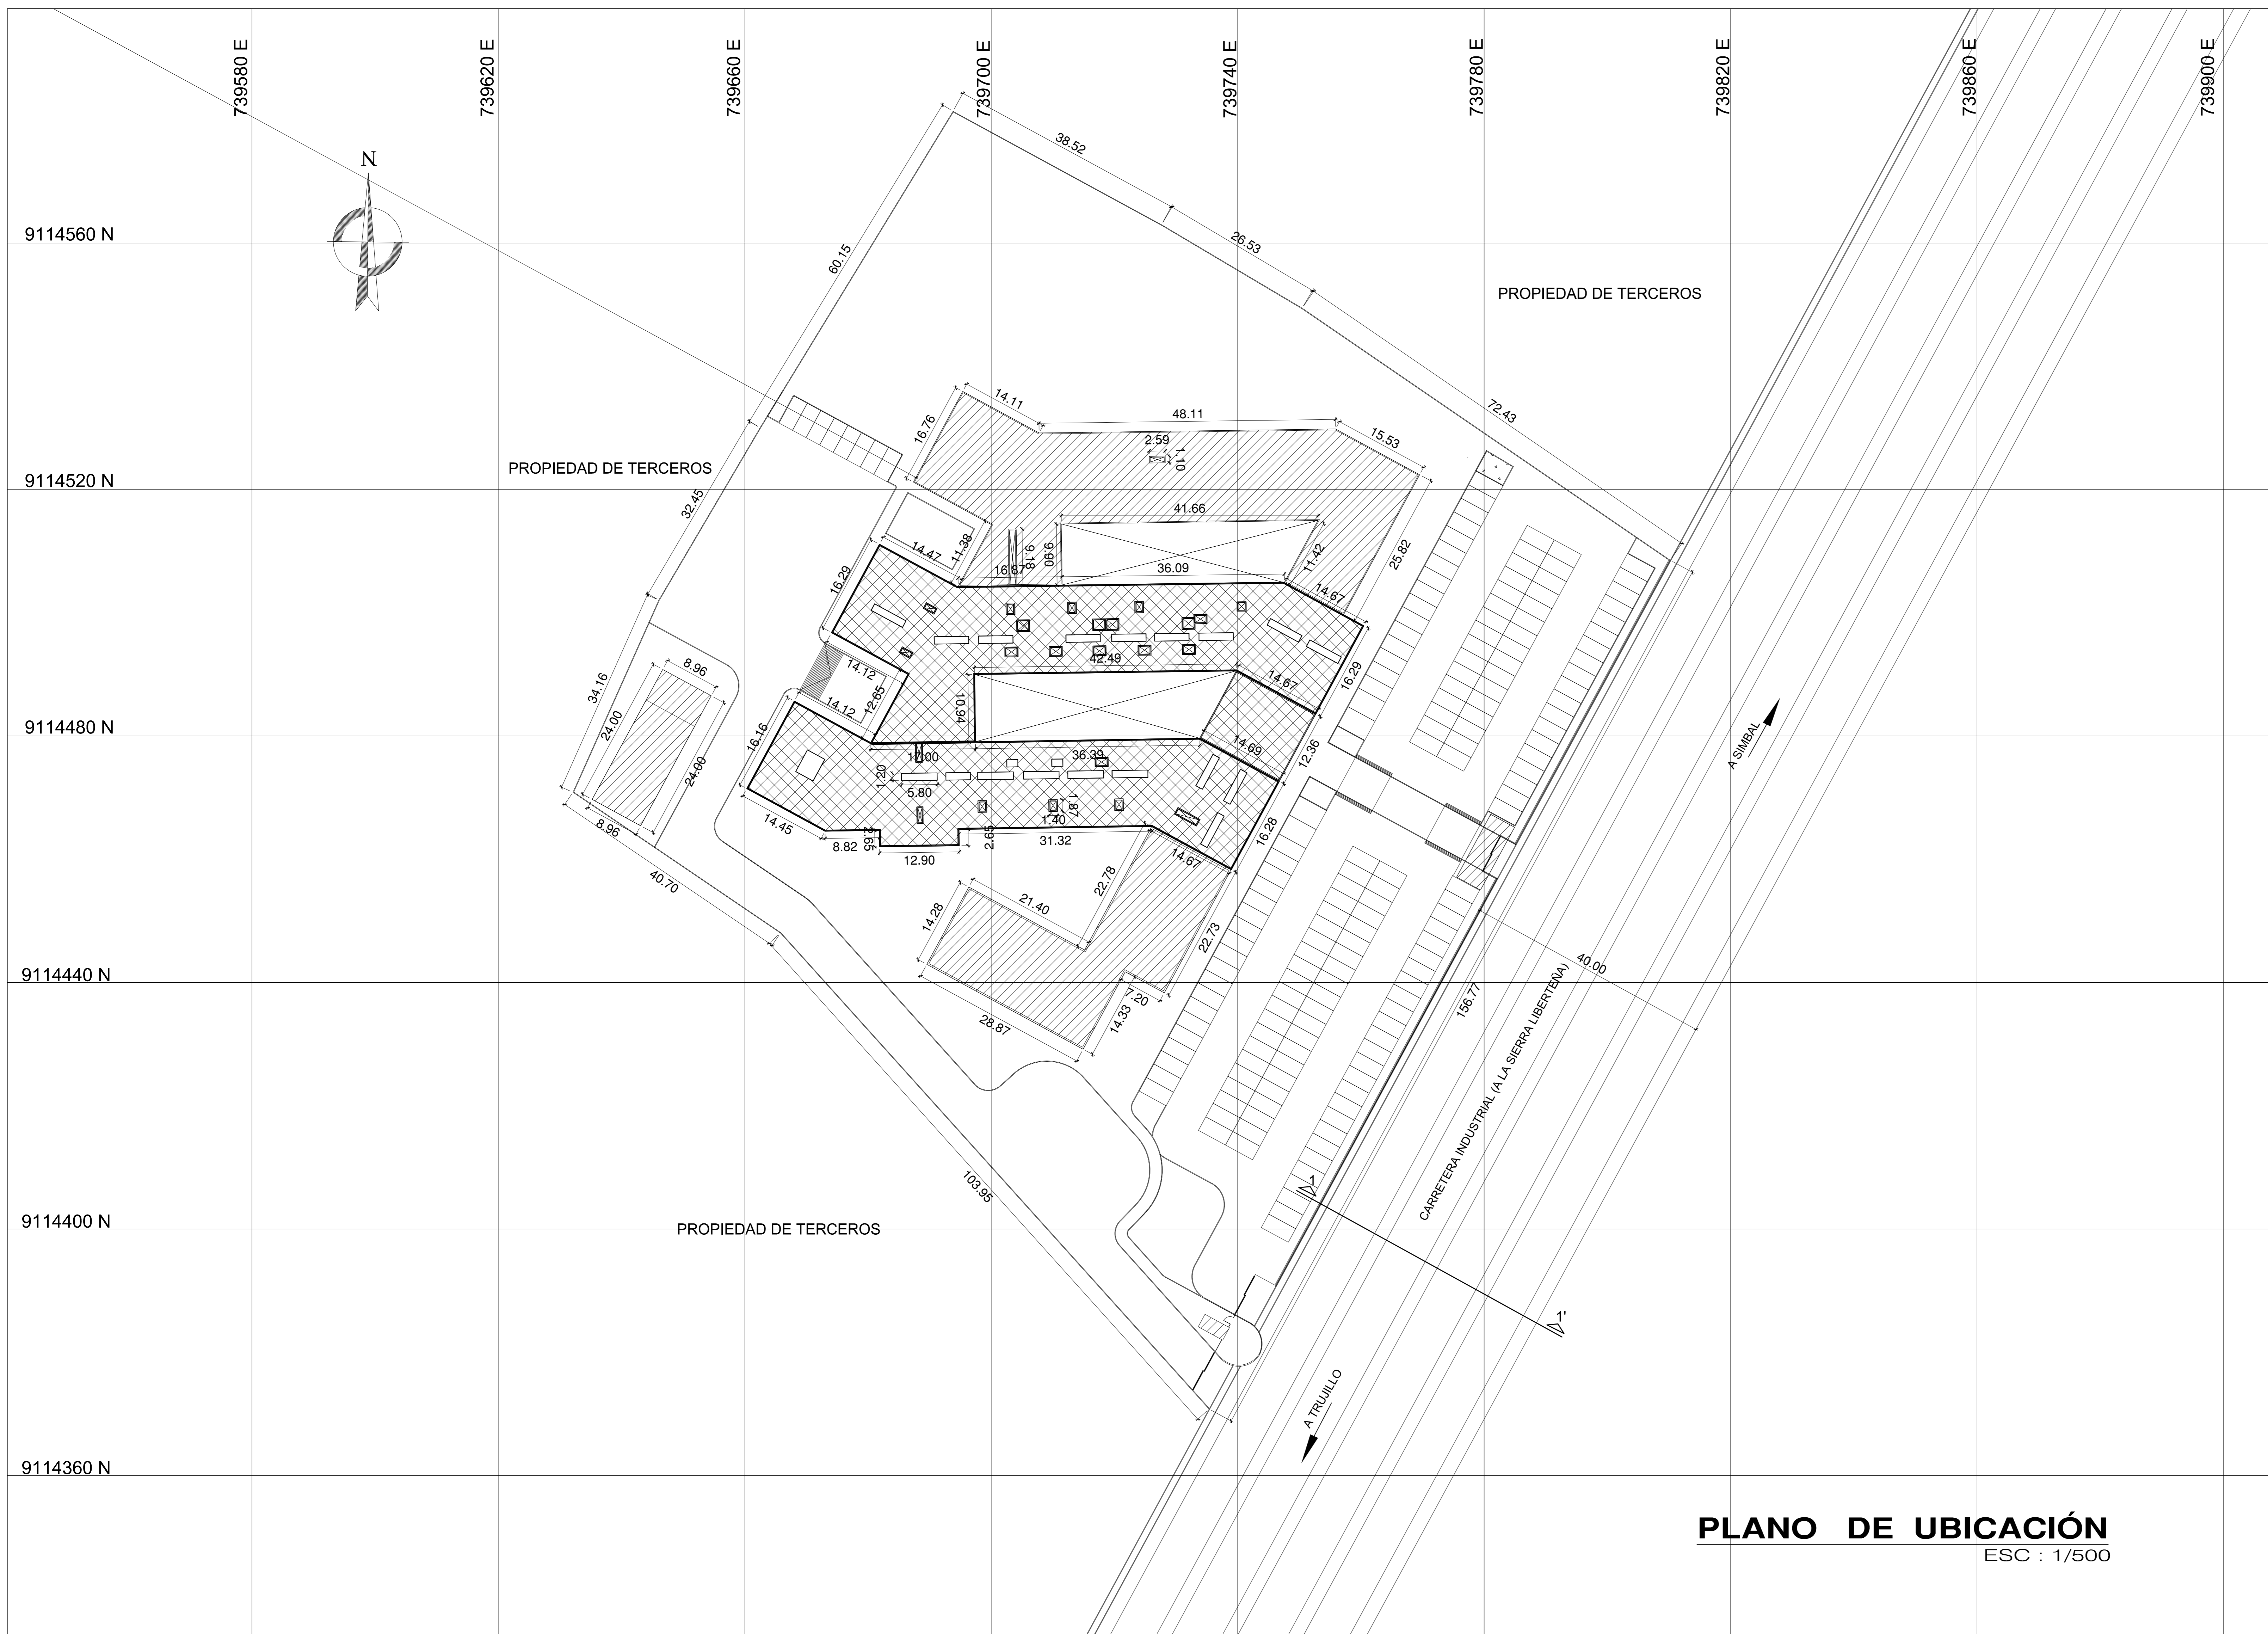 739580 E
739620 E
739660 E
739700 E
739740 E
739780 E
739820 E
739860 E
739900 E
N
38.52
9114560 N
26.53
60.15
PROPIEDAD DE TERCEROS
14.11
48.11
72.43
16.76
2.59
15.53
1.10
PROPIEDAD DE TERCEROS
9114520 N
32.45
41.66
14.47
11.38
9.18
9.90
11.42
25.82
16.87
36.09
16.29
14.67
42.49
8.96
14.12
14.67
16.29
34.16
14.12
12.65
10.94
9114480 N
24.00
16.16
14.69
A SIMBAL
17.00
36.39
12.36
24.00
1.20
5.80
1.87
14.45
1.40
8.96
8.82
2.65
2.65
31.32
16.28
12.90
14.67
40.70
22.78
21.40
14.28
22.73
9114440 N
40.00
7.20
156.77
28.87
14.33
CARRETERA INDUSTRIAL (A LA SIERRA LIBERTEÑA)
103.95
1
9114400 N
PROPIEDAD DE TERCEROS
1'
A TRUJILLO
9114360 N
PLANO DE UBICACIÓN
ESC : 1/500